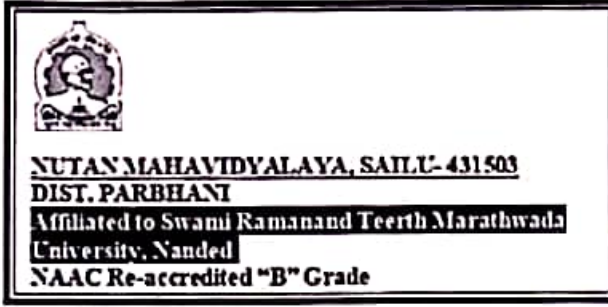 NUTAN MAHAVIDYALAYA, SAILU- 431503
DIST. PARBHANI
Affiliated to Swami Ramanand Teerth Marathwada
University, Nanded
NAAC Re-accredited "B" Grade